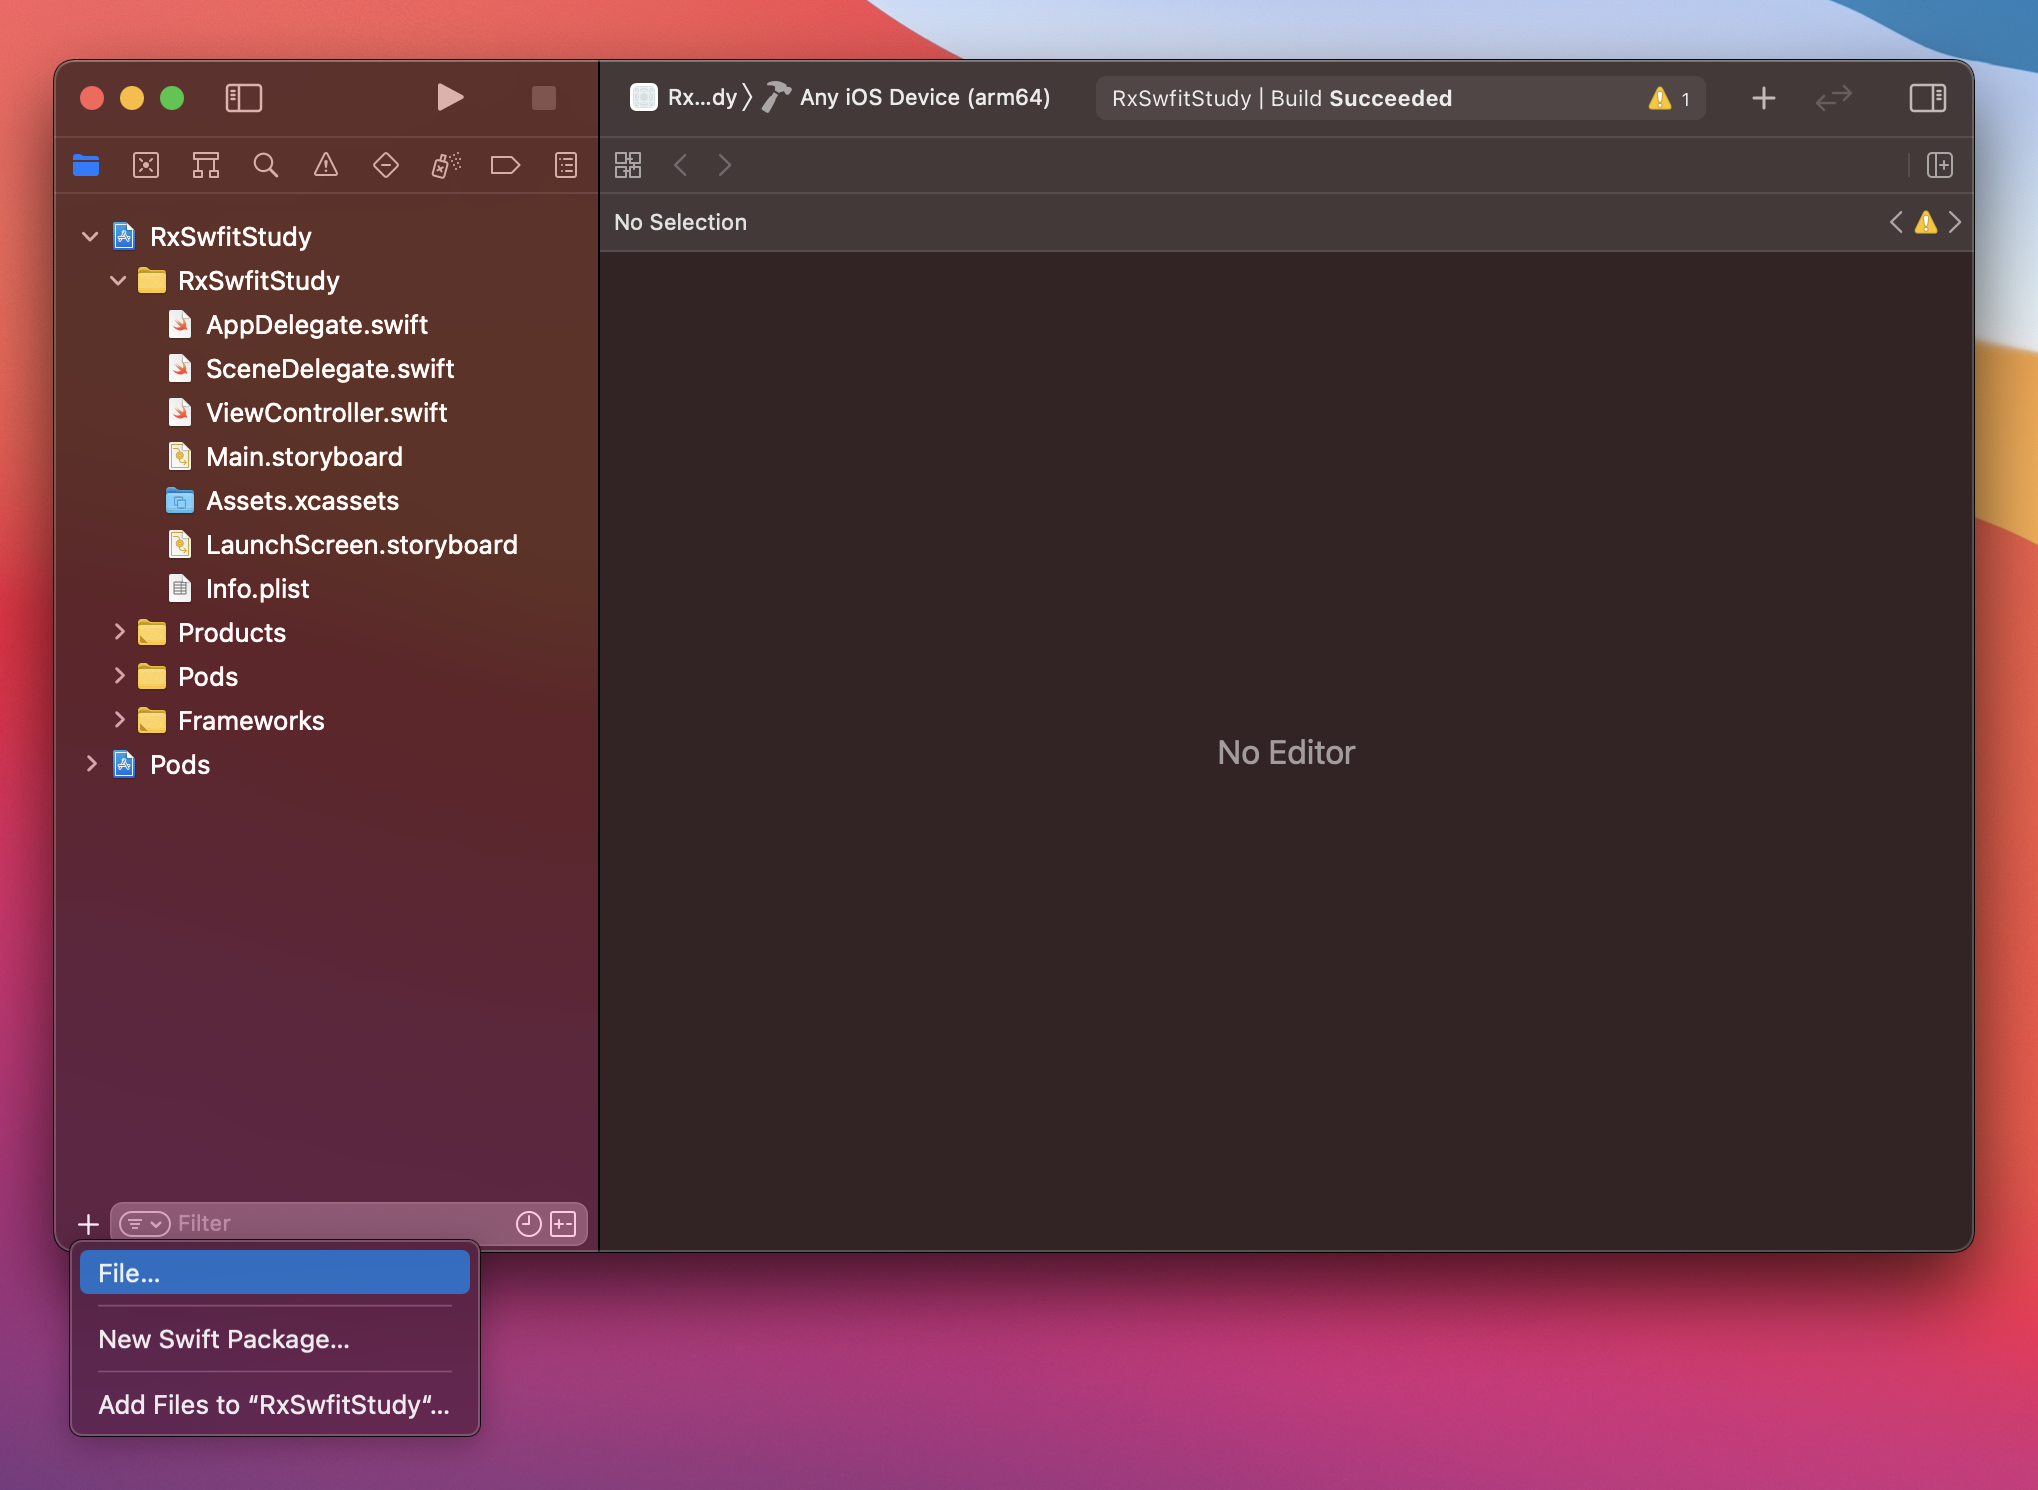 Rx...dy
Any iOS Device (arm64)
RxSwfitStudy | Build Succeeded
1
No Selection
RxSwfitStudy
RxSwfitStudy
AppDelegate.swift
SceneDelegate.swift
ViewController.swift
Main.storyboard
Assets.xcassets
LaunchScreen.storyboard
Info.plist
Products
Pods
Frameworks
Pods
No Editor
Filter
File...
New Swift Package...
Add Files to “RxSwfitStudy“...